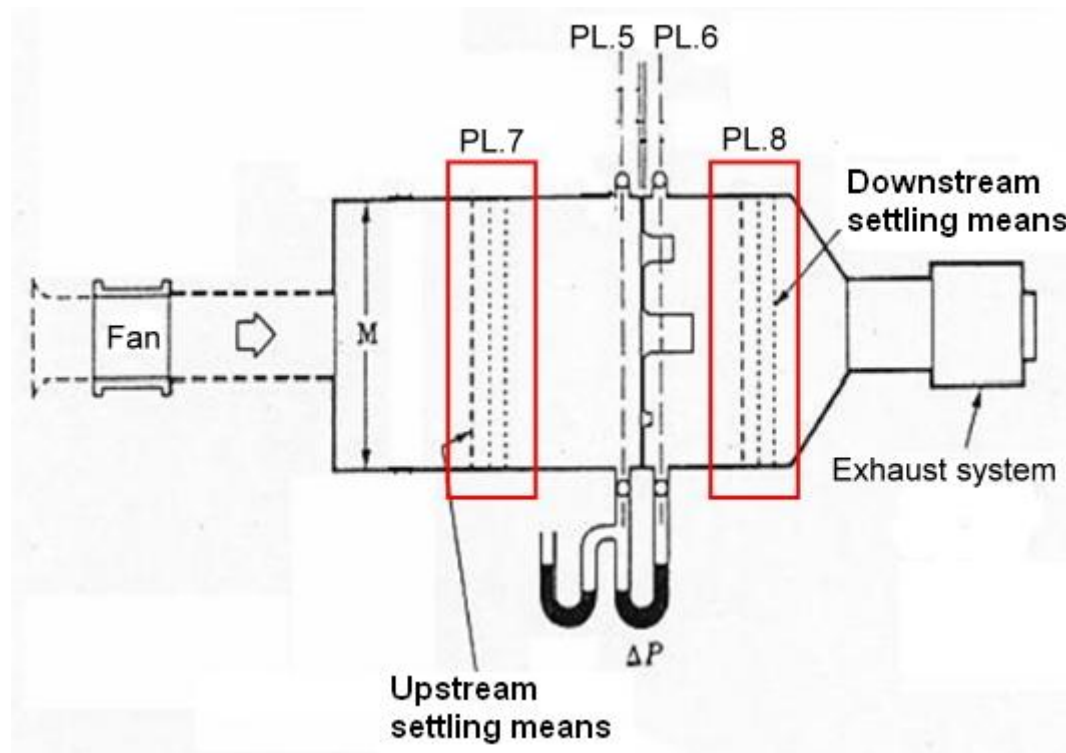 PL.5 PL.6
PL.7
PL.8
Downstream
settling means
Fan
M
Exhaust system
ΔP
Upstream
settling means